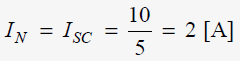 I_N = I_SC = 10/5 = 2 [A]